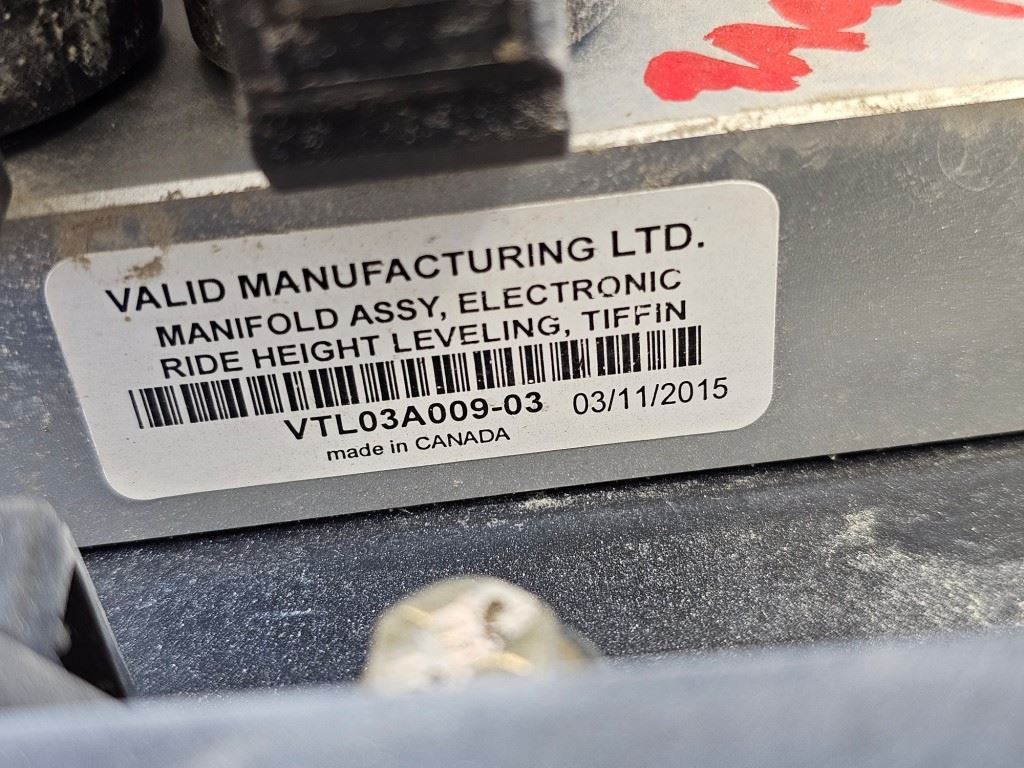 VALID MANUFACTURING LTD.
MANIFOLD ASSY, ELECTRONIC
RIDE HEIGHT LEVELING, TIFFIN
VTL03A009-03 03/11/2015
made in CANADA